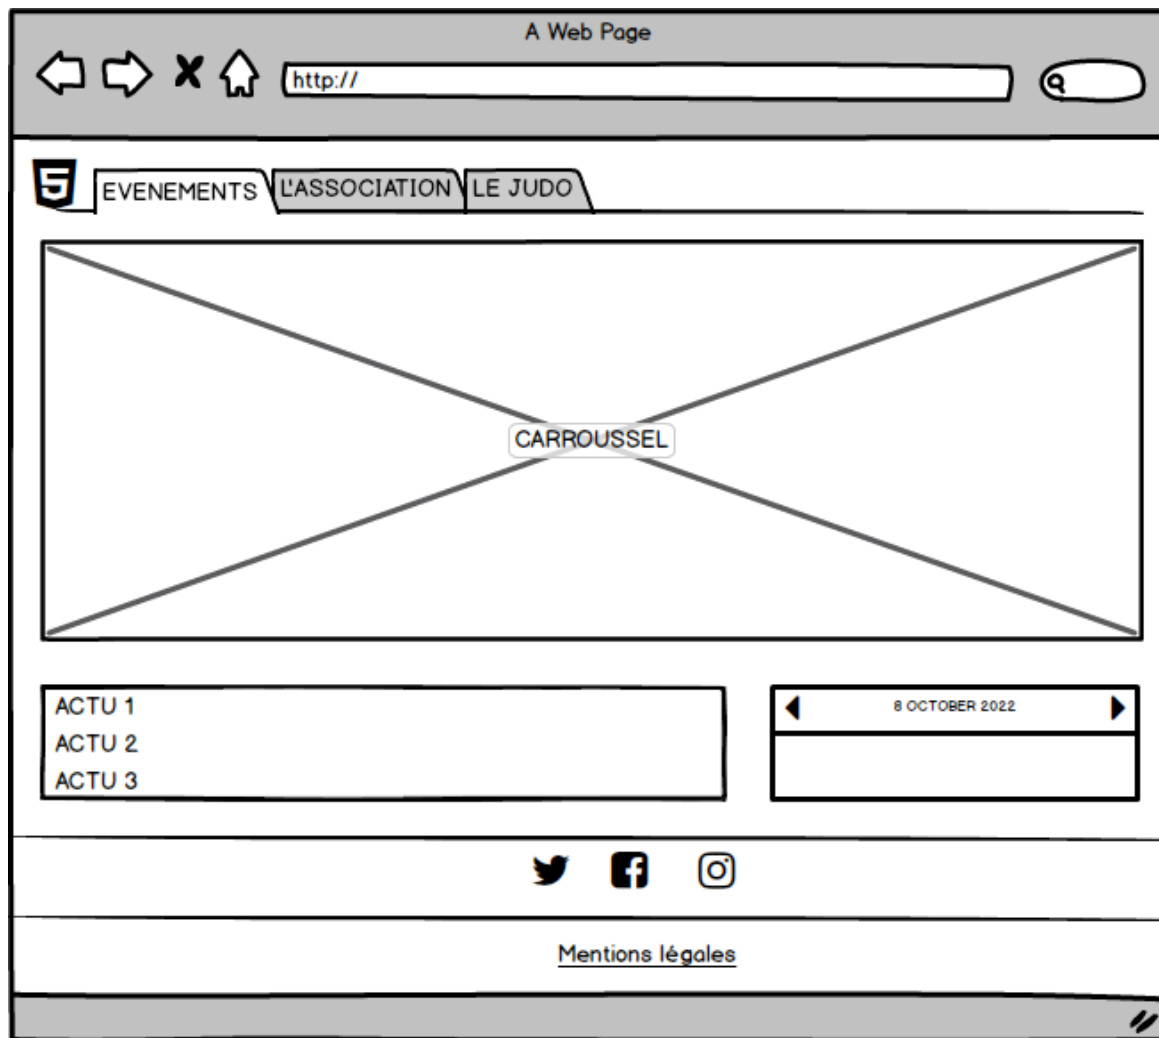 A Web Page
http://
5
EVENEMENTS
L'ASSOCIATION
LE JUDO
CARROUSSEL
ACTU 1
ACTU 2
ACTU 3
8 OCTOBER 2022
Mentions légales